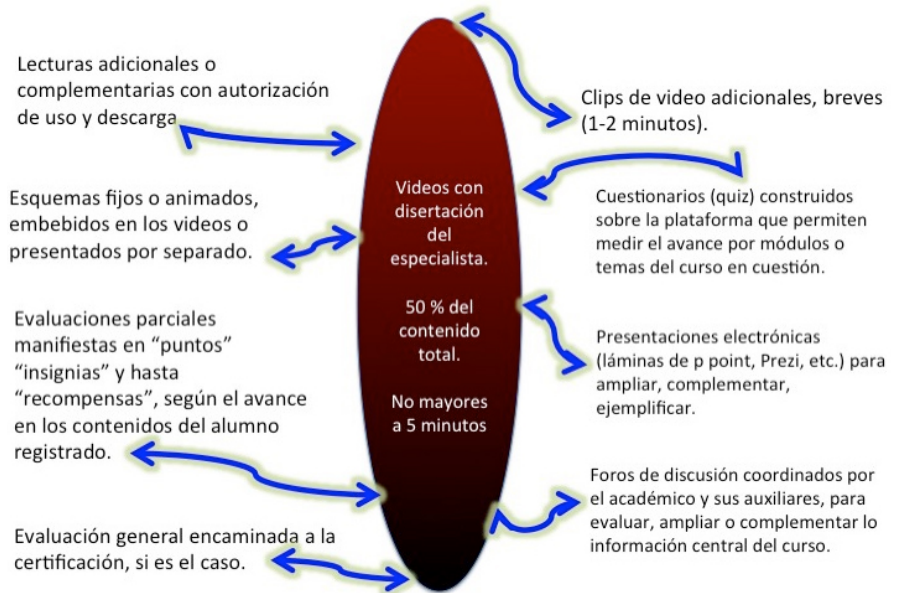 Lecturas adicionales o
complementarias con autorización
de uso y descarga
Esquemas fijos o animados,
embebidos en los videos o
presentados por separado.
Evaluaciones parciales
manifiestas en “puntos”
“insignias” y hasta
“recompensas”, según el avance
en los contenidos del alumno
registrado.
Evaluación general encaminada a la
certificación, si es el caso.
Videos con
disertación
del
especialista.
50 % del
contenido
total.
No mayores
a 5 minutos
Clips de video adicionales, breves
(1-2 minutos).
Cuestionarios (quiz) construidos
sobre la plataforma que permiten
medir el avance por módulos o
temas del curso en cuestión.
Presentaciones electrónicas
(láminas de p point, Prezi, etc.) para
ampliar, complementar,
ejemplificar.
Foros de discusión coordinados por
el académico y sus auxiliares, para
evaluar, ampliar o complementar lo
información central del curso.